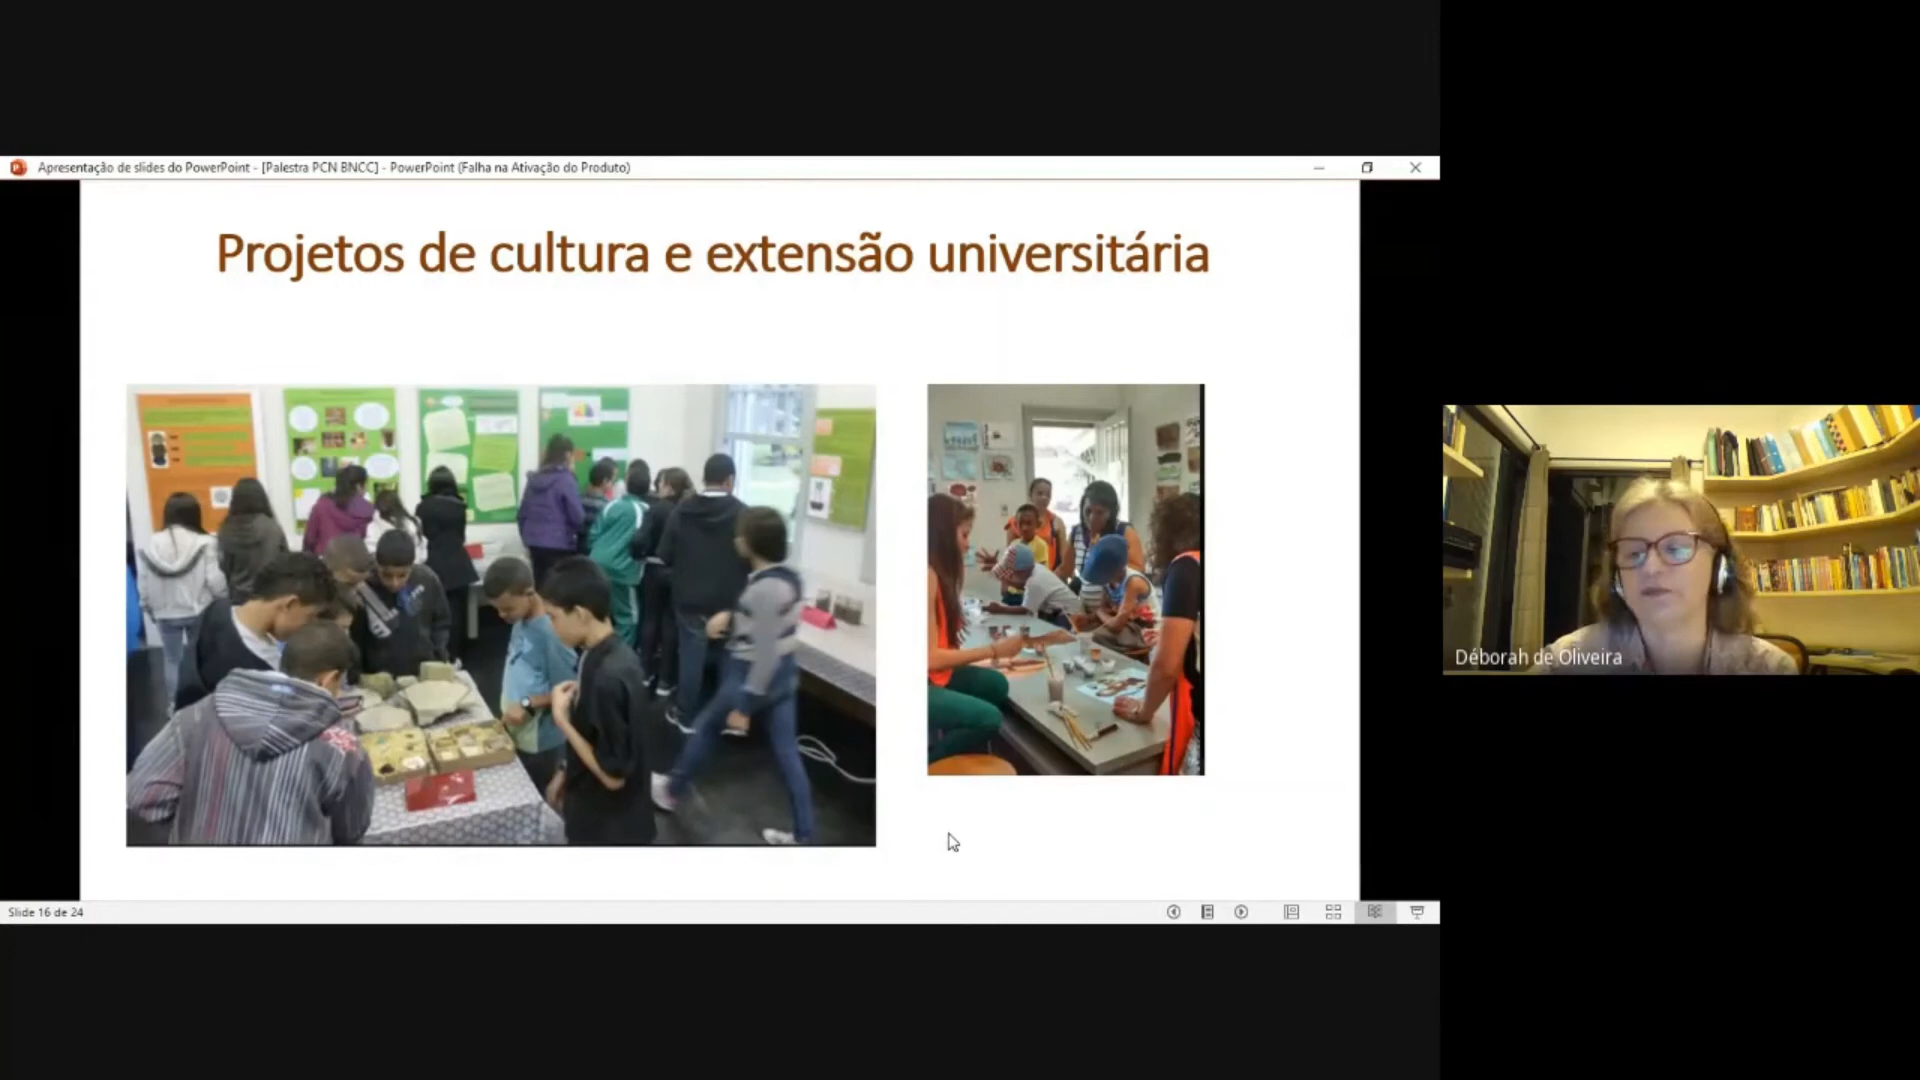 Apresentação de slides do PowerPoint - [Palestra PCN BNCC] - PowerPoint (Falha na Ativação do Produto)
Projetos de cultura e extensão universitária
Déborah de Oliveira
Slide 16 de 24